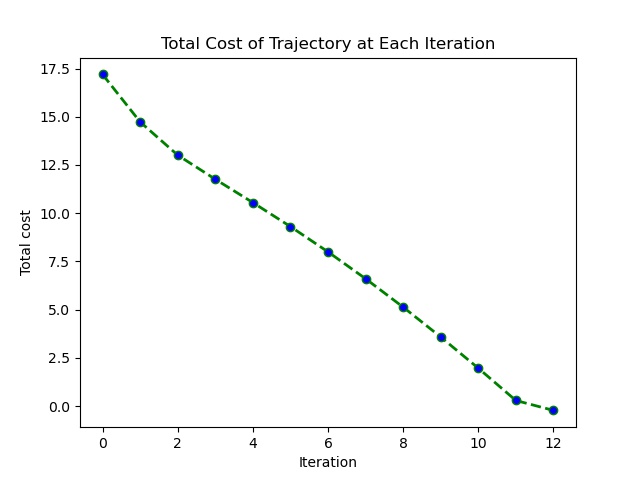 Total Cost of Trajectory at Each Iteration
17.5
15.0
12.5
10.0
7.5
5.0
2.5
0.0
Total cost
0 2 4 6 8 10 12
Iteration